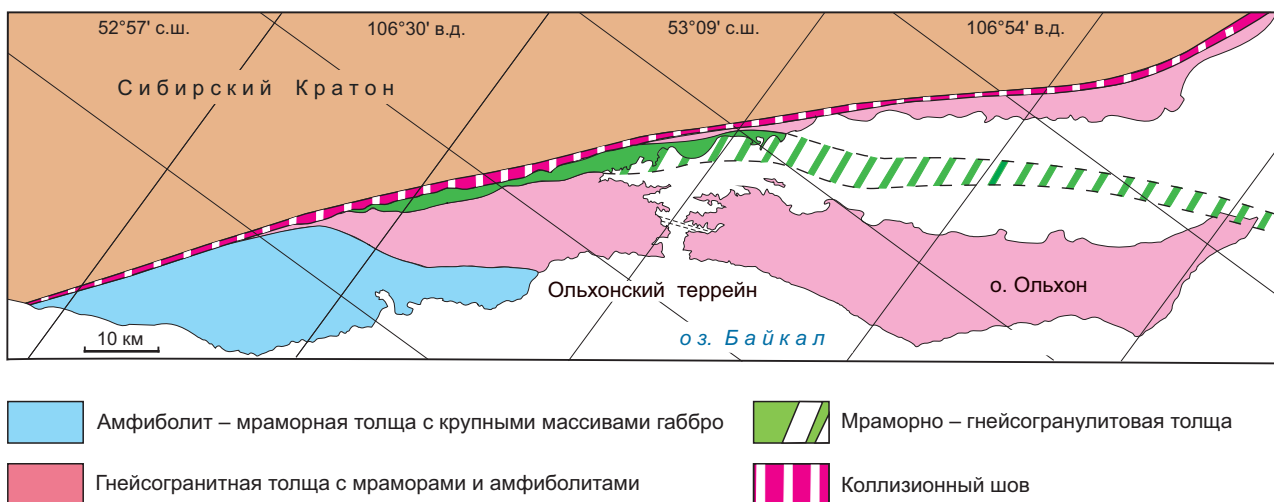 52°57' с.ш. 106°30' в.д. 53°09' с.ш. 106°54' в.д.
Сибирский Кратон
Ольхонский террейн
о. Ольхон
оз. Байкал
10 км
Амфиболит – мраморная толща с крупными массивами габбро
Мраморно – гнейсогранулитовая толща
Гнейсогранитная толща с мраморами и амфиболитами
Коллизионный шов